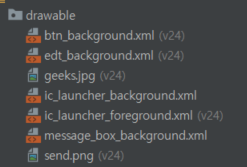 drawable
btn_background.xml (v24)
edt_background.xml (v24)
geeks.jpg (v24)
ic_launcher_background.xml
ic_launcher_foreground.xml (v24)
message_box_background.xml
send.png (v24)